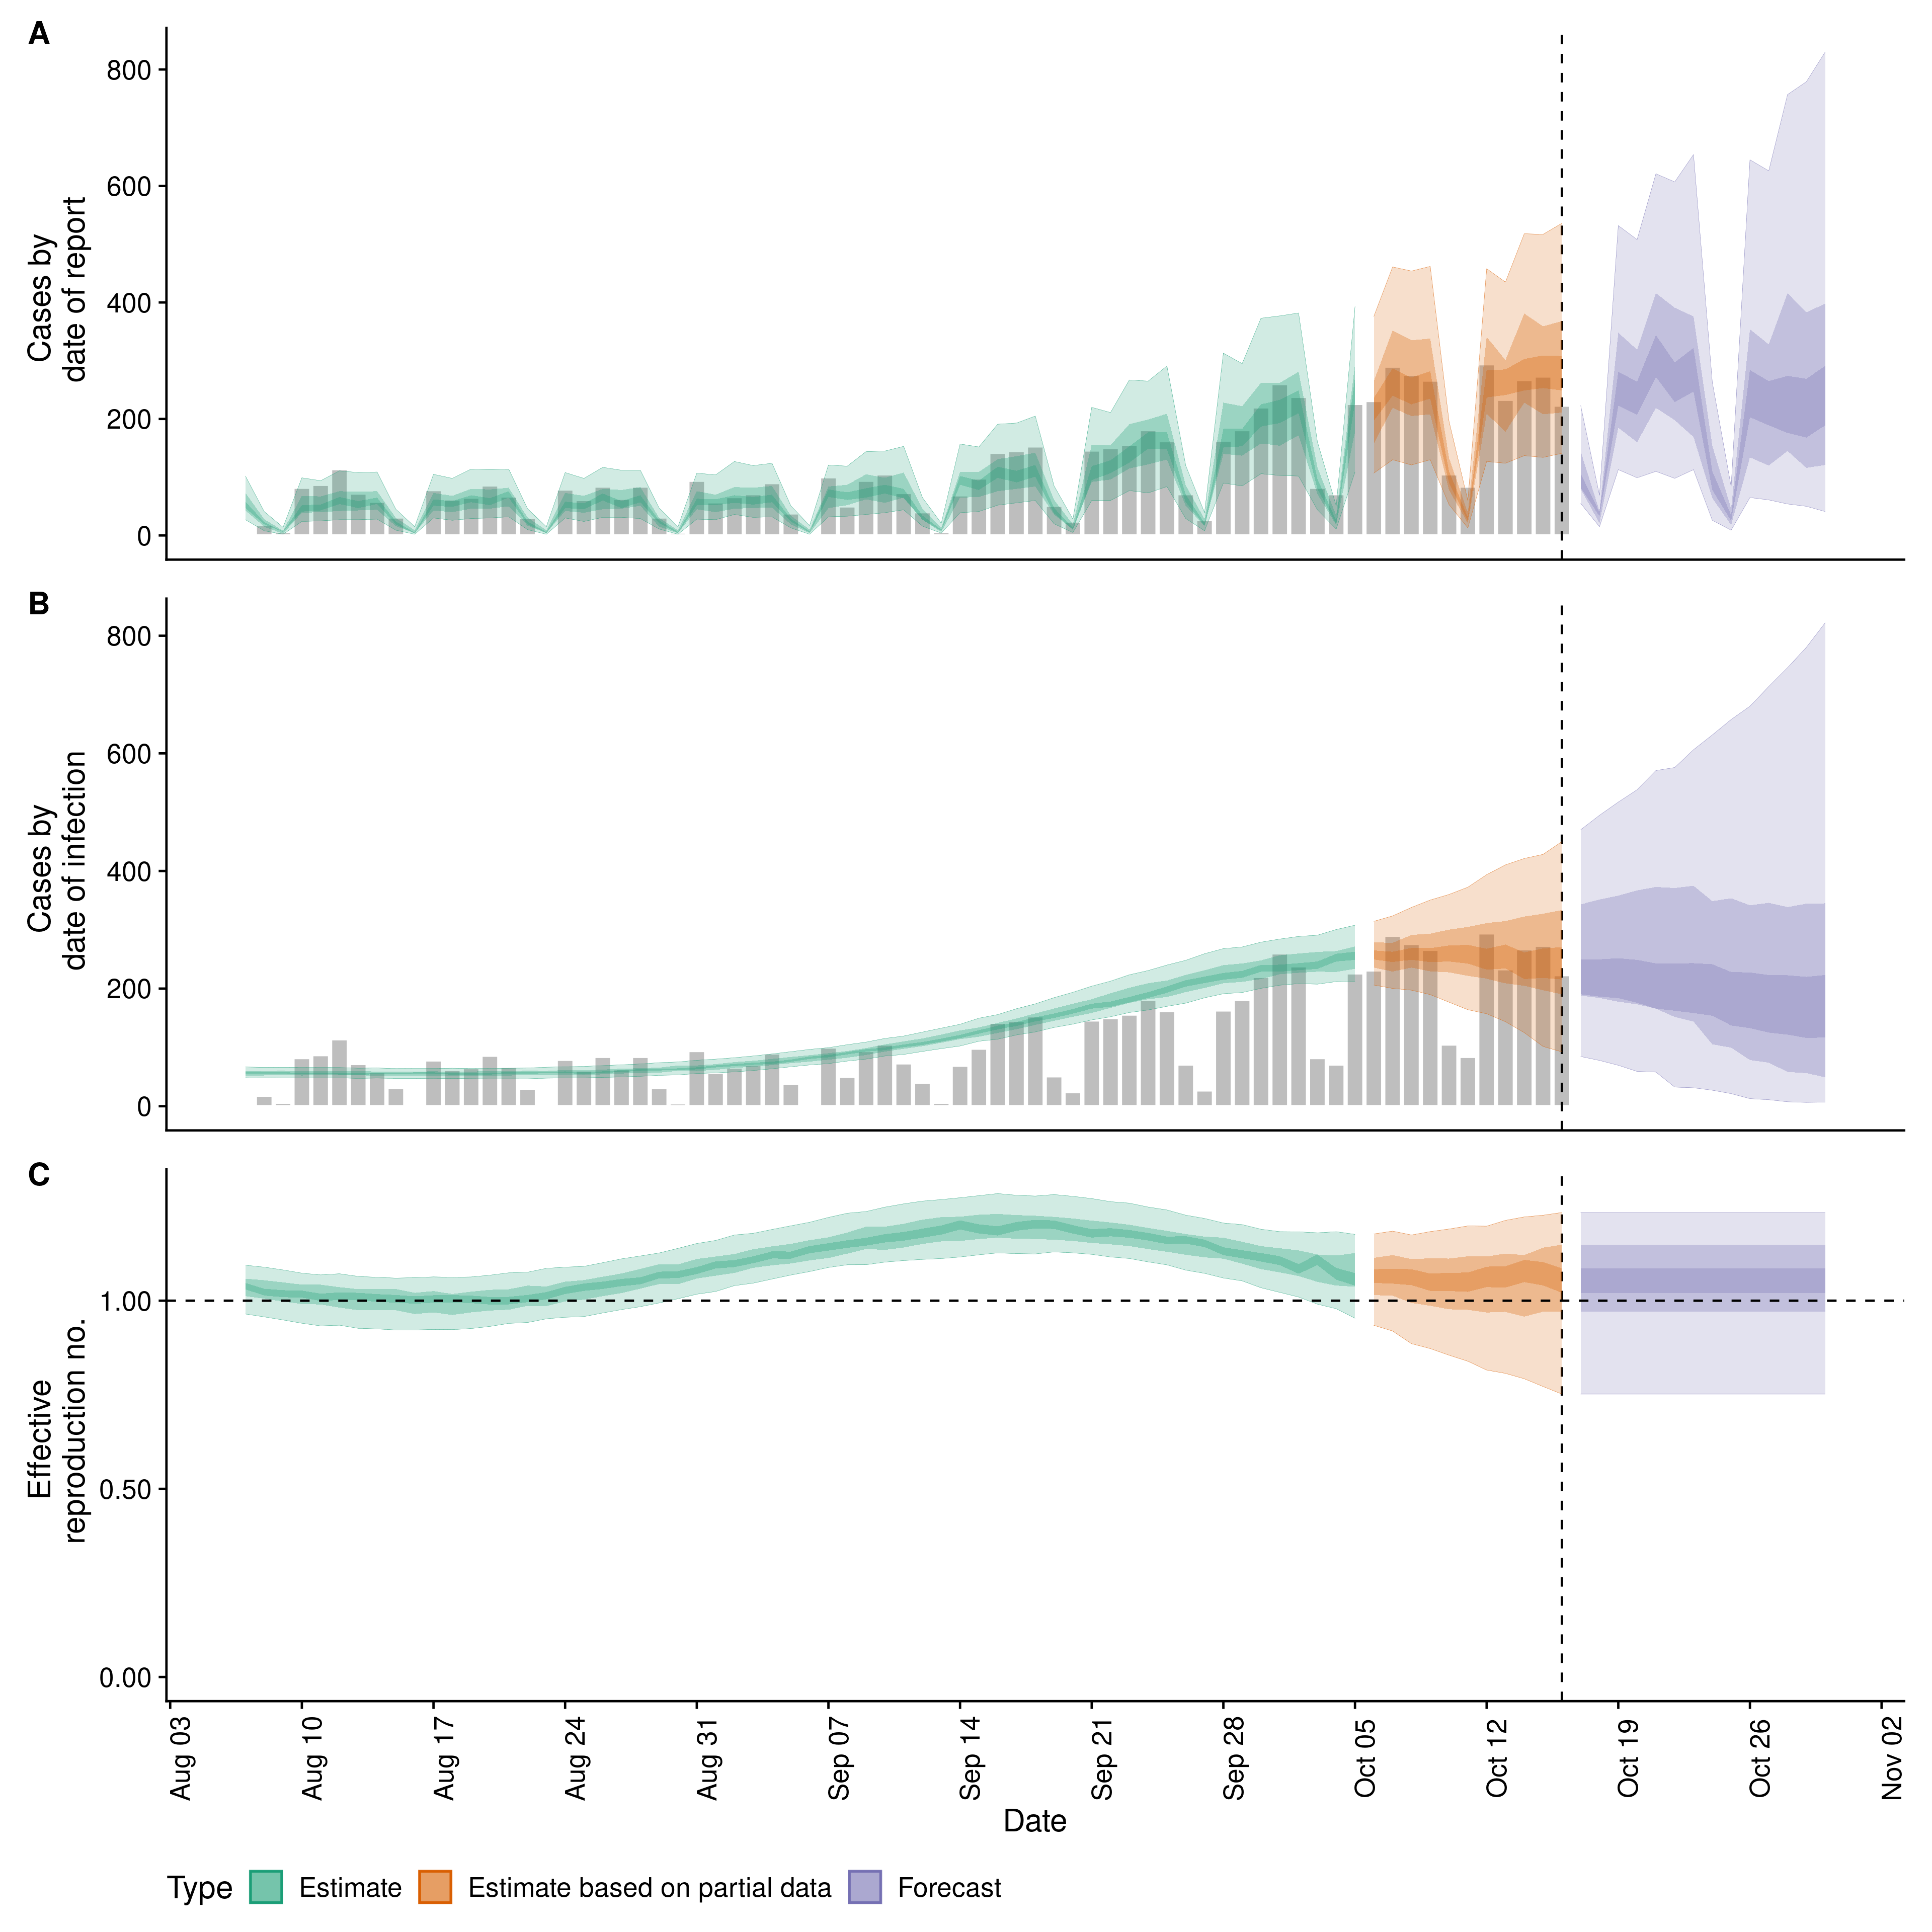 A
800
600
400
200
0
Cases by
date of report
B
800
600
400
200
0
Cases by
date of infection
C
1.00
0.50
0.00
Effective
reproduction no.
Aug 03
Aug 10
Aug 17
Aug 24
Aug 31
Sep 07
Sep 14
Sep 21
Sep 28
Oct 05
Oct 12
Oct 19
Oct 26
Nov 02
Date
Type Estimate Estimate based on partial data Forecast